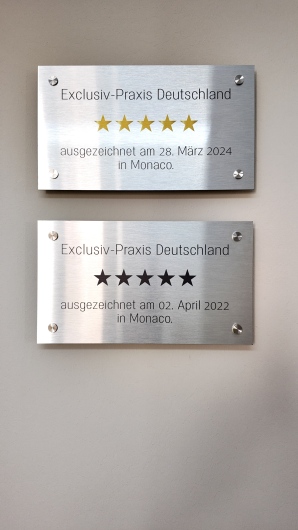 Exclusiv-Praxis Deutschland
★★★★★
ausgezeichnet am 28. März 2024
in Monaco.
Exclusiv-Praxis Deutschland
★★★★★
ausgezeichnet am 02. April 2022
in Monaco.